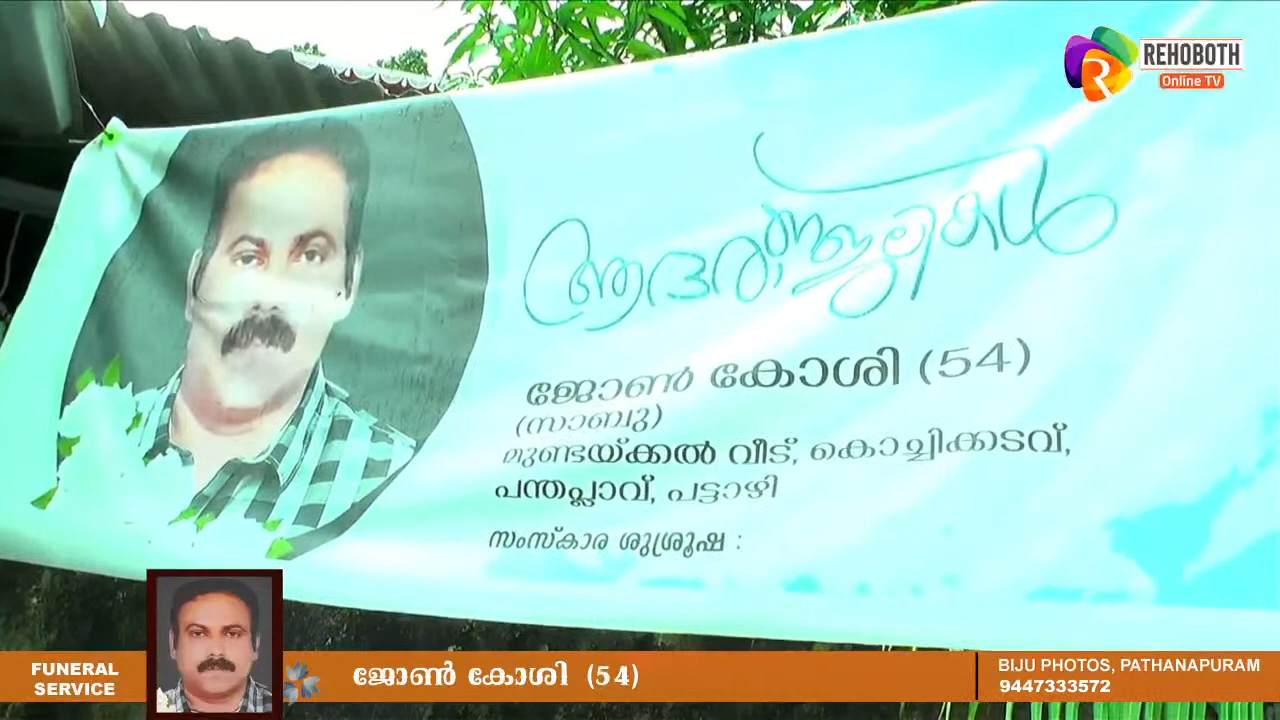 REHOBOTH
Online TV
ആദരാഞ്ജലികൾ
ജോൺ കോശി (54)
(സാബു)
മുണ്ടയ്ക്കൽ വീട്, കൊച്ചിക്കടവ്,
പന്തപ്ലാവ്, പട്ടാഴി
സംസ്കാര ശുശ്രൂഷ :
FUNERAL
SERVICE
ജോൺ കോശി (54)
BIJU PHOTOS, PATHANAPURAM
9447333572